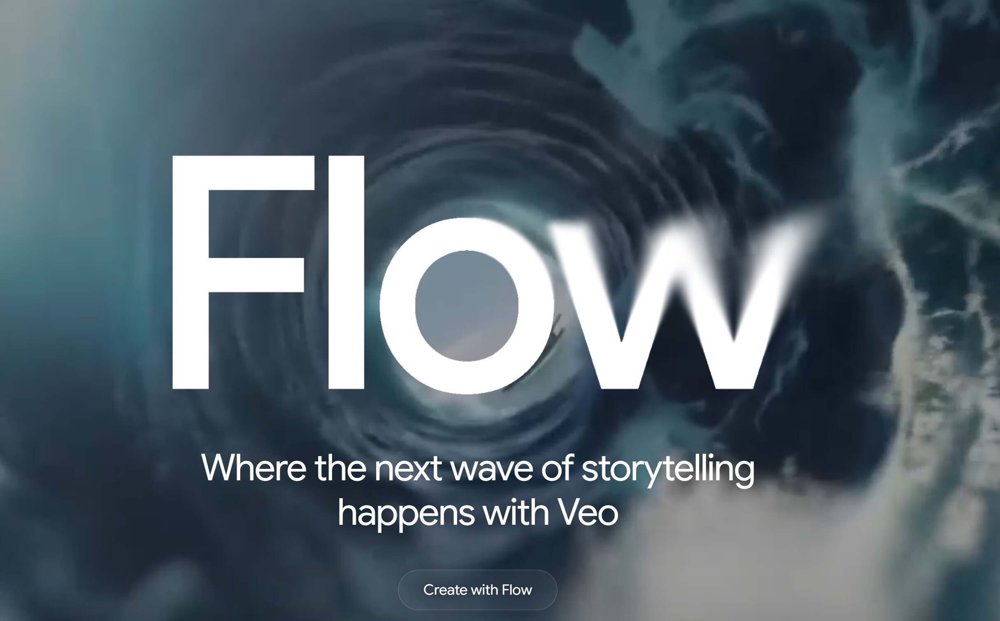 Flow
Where the next wave of storytelling
happens with Veo
Create with Flow